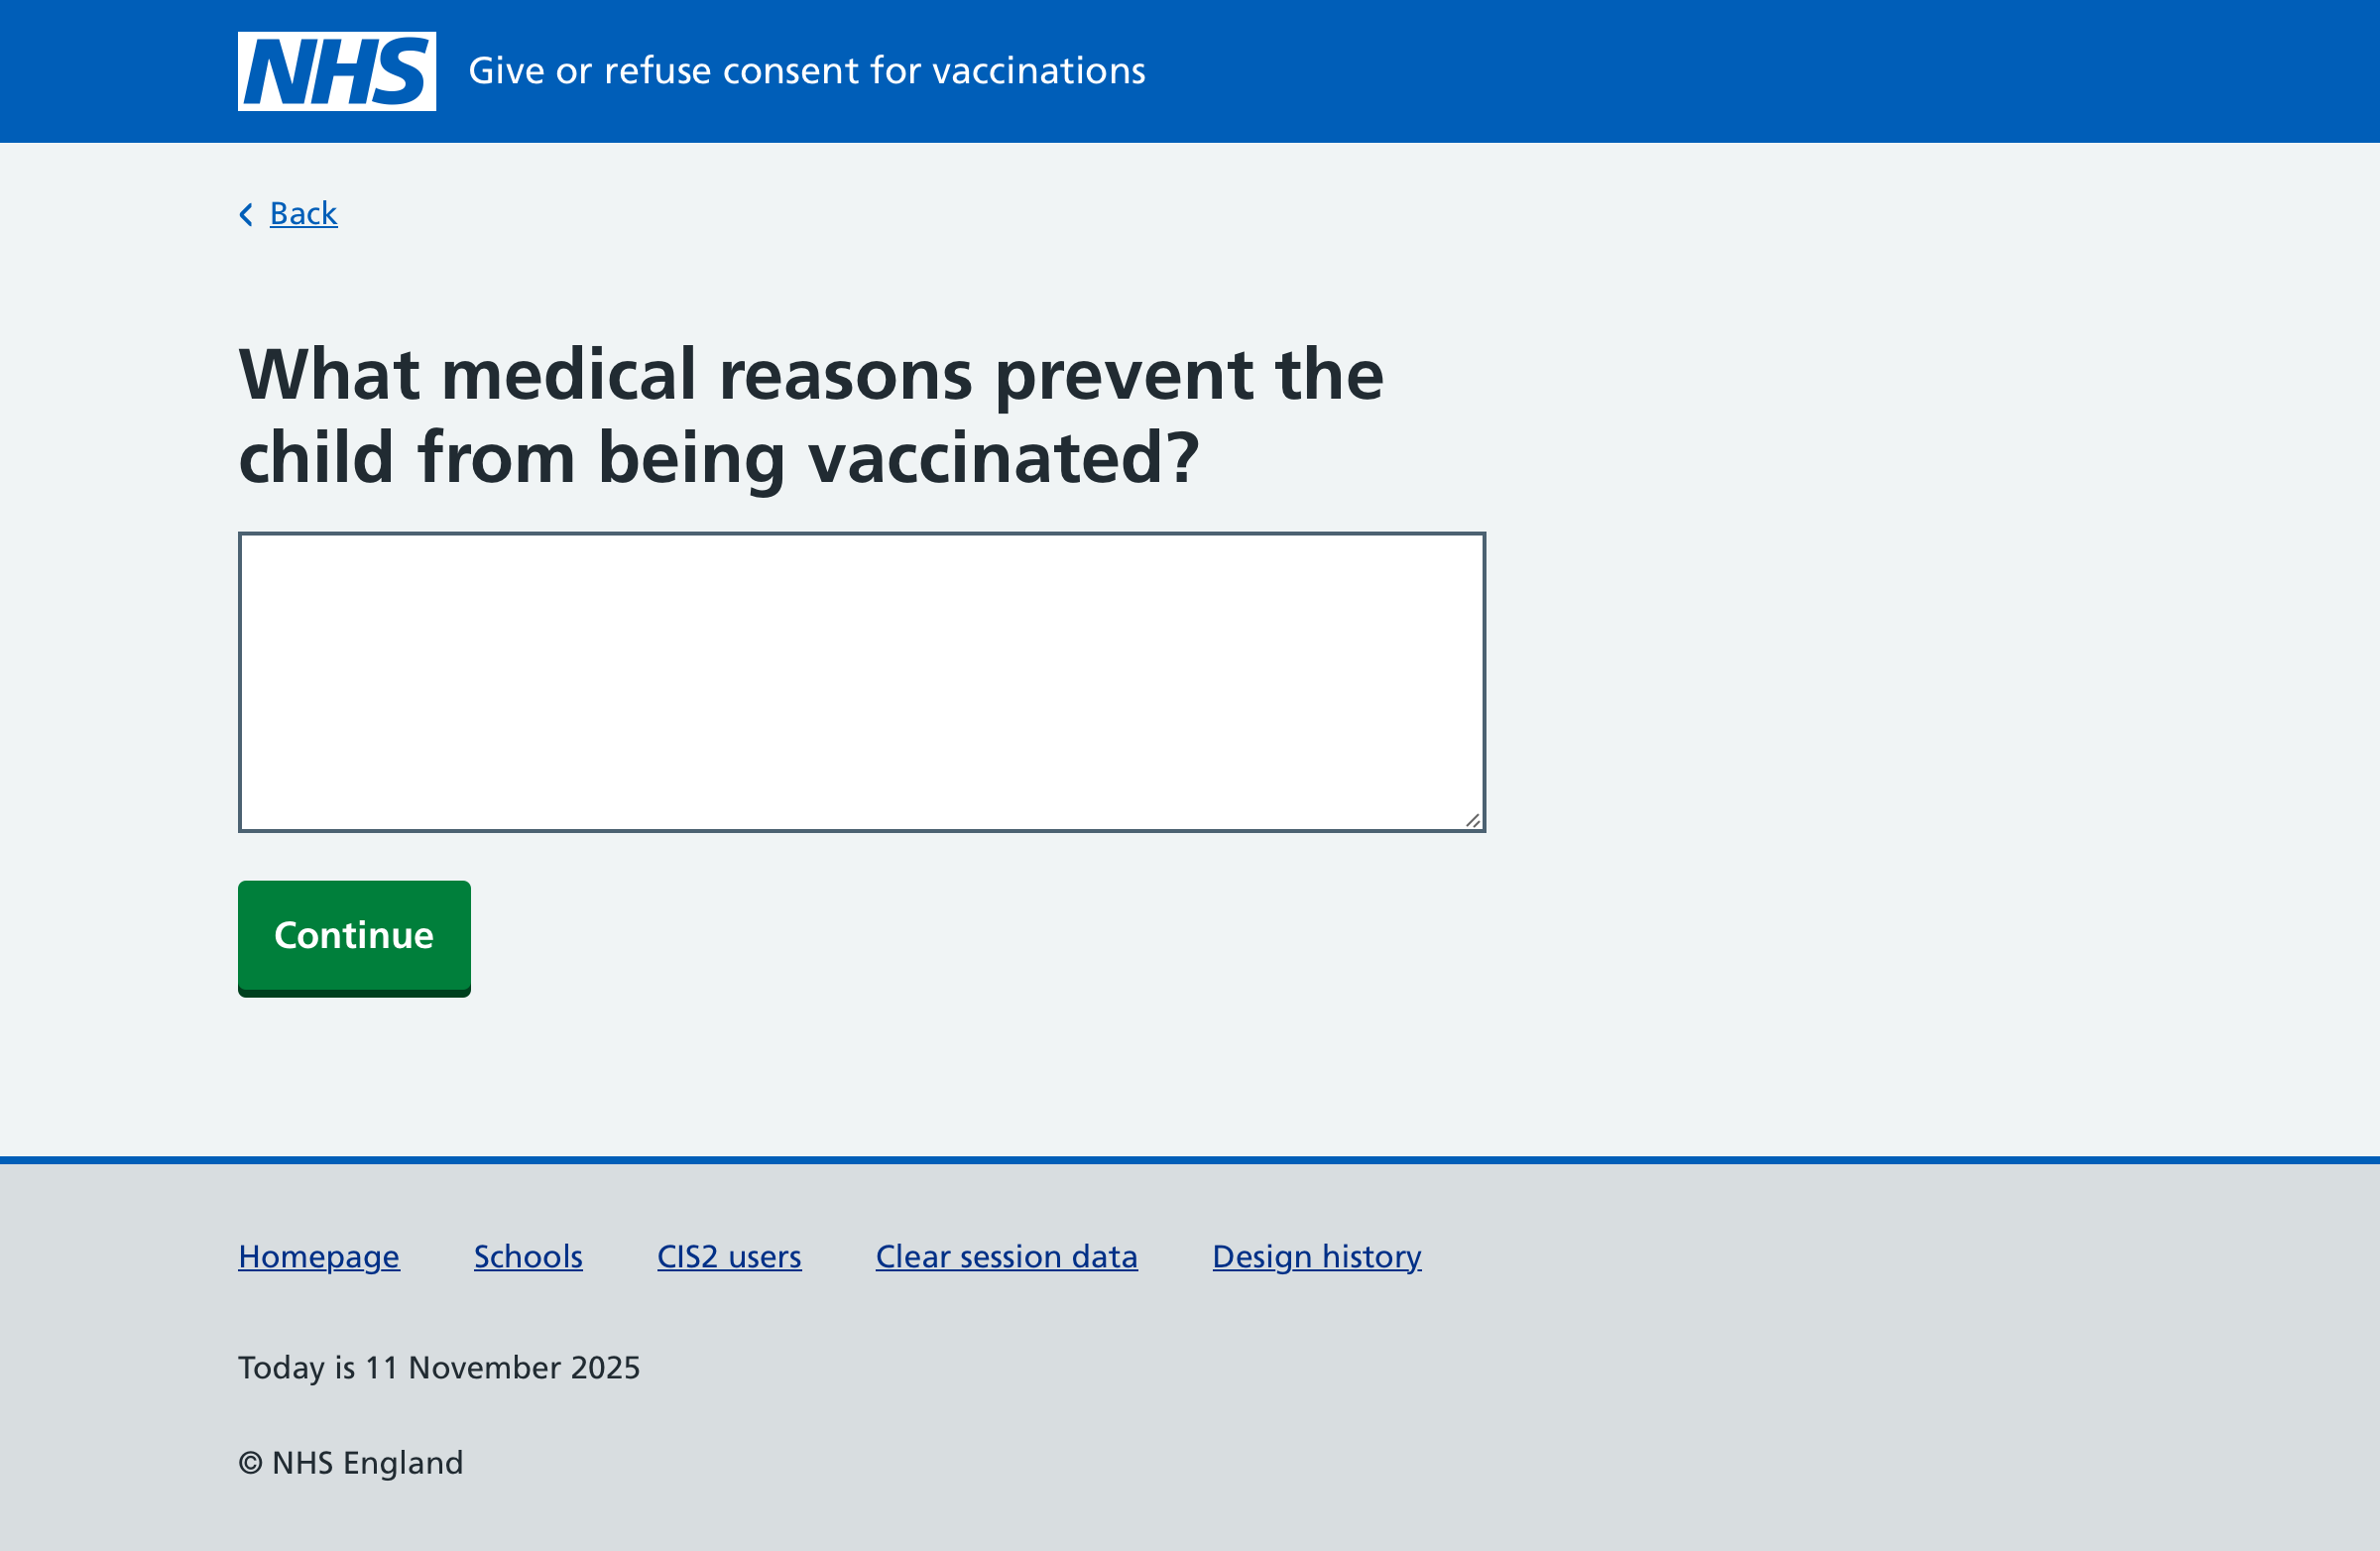 NHS Give or refuse consent for vaccinations
Back
What medical reasons prevent the
child from being vaccinated?
Continue
Homepage Schools CIS2 users Clear session data Design history
Today is 11 November 2025
© NHS England